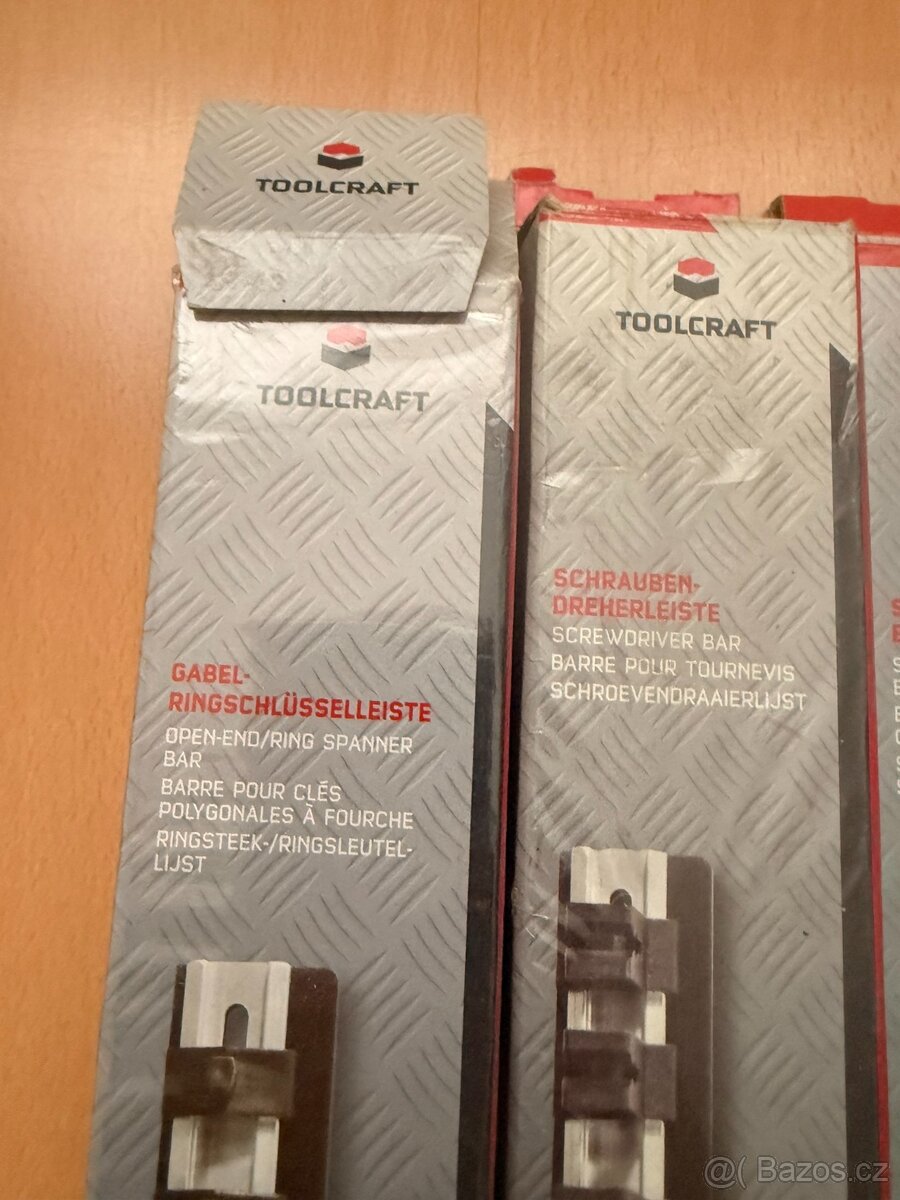 TOOLCRAFT
TOOLCRAFT
GABEL-
RINGSCHLÜSSELLEISTE
OPEN-END/RING SPANNER
BAR
BARRE POUR CLÉS
POLYGONALES À FOURCHE
RINGSTEEK-/RINGSLEUTEL-
LIJST
TOOLCRAFT
SCHRAUBEN-
DREHERLEISTE
SCREWDRIVER BAR
BARRE POUR TOURNEVIS
SCHROEVENDRAAIERLIJST
@( Bazos.cz